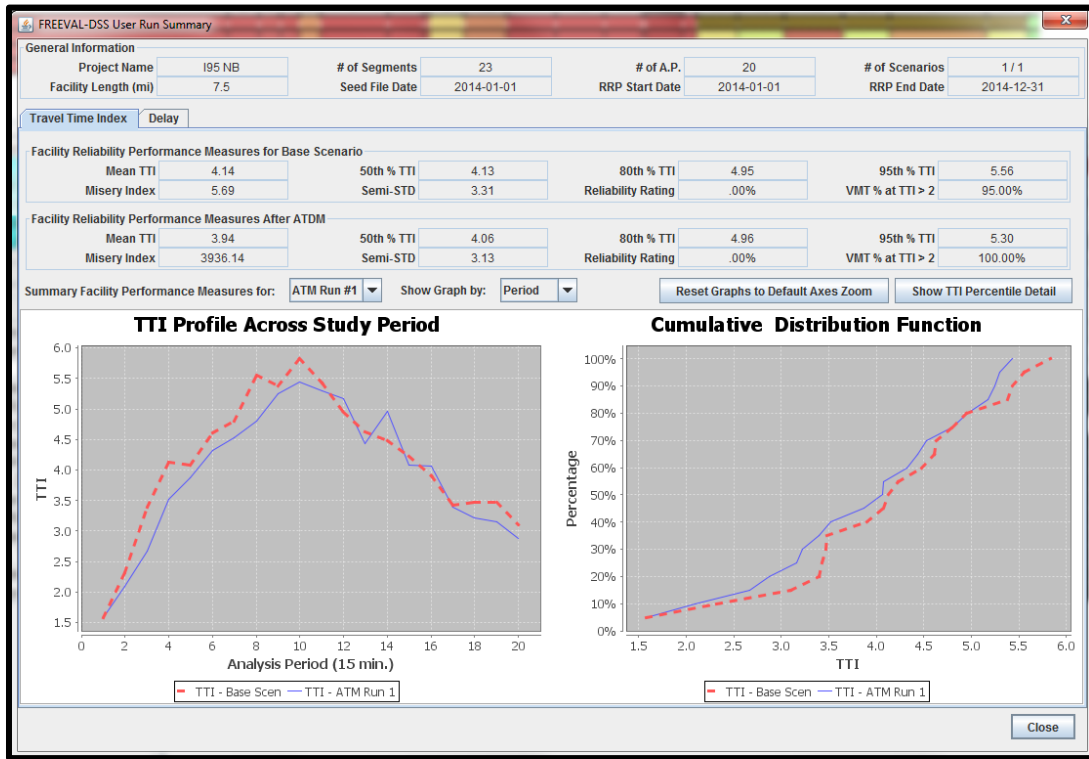 FREEVAL-DSS User Run Summary
x
General Information
Project Name I95 NB # of Segments 23 # of A.P. 20 # of Scenarios 1 / 1
Facility Length (mi) 7.5 Seed File Date 2014-01-01 RRP Start Date 2014-01-01 RRP End Date 2014-12-31
Travel Time Index Delay
Facility Reliability Performance Measures for Base Scenario
Mean TTI 4.14 50th % TTI 4.13 80th % TTI 4.95 95th % TTI 5.56
Misery Index 5.69 Semi-STD 3.31 Reliability Rating .00% VMT % at TTI > 2 95.00%
Facility Reliability Performance Measures After ATDM
Mean TTI 3.94 50th % TTI 4.06 80th % TTI 4.96 95th % TTI 5.30
Misery Index 3936.14 Semi-STD 3.13 Reliability Rating .00% VMT % at TTI > 2 100.00%
Summary Facility Performance Measures for: ATM Run #1 Show Graph by: Period Reset Graphs to Default Axes Zoom Show TTI Percentile Detail
TTI Profile Across Study Period
6.0
5.5
5.0
4.5
4.0
3.5
3.0
2.5
2.0
1.5
TTI
0 2 4 6 8 10 12 14 16 18 20
Analysis Period (15 min.)
TTI - Base Scen TTI - ATM Run 1
Cumulative Distribution Function
100%
90%
80%
70%
60%
50%
40%
30%
20%
10%
0%
Percentage
1.5 2.0 2.5 3.0 3.5 4.0 4.5 5.0 5.5 6.0
TTI
TTI - Base Scen TTI - ATM Run 1
Close